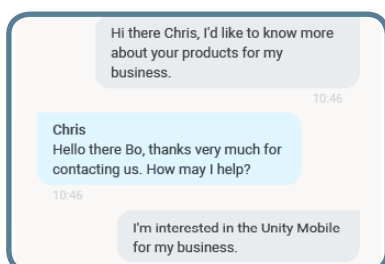 Hi there Chris, I'd like to know more
about your products for my
business.
10:46
Chris
Hello there Bo, thanks very much for
contacting us. How may I help?
10:46
I'm interested in the Unity Mobile
for my business.